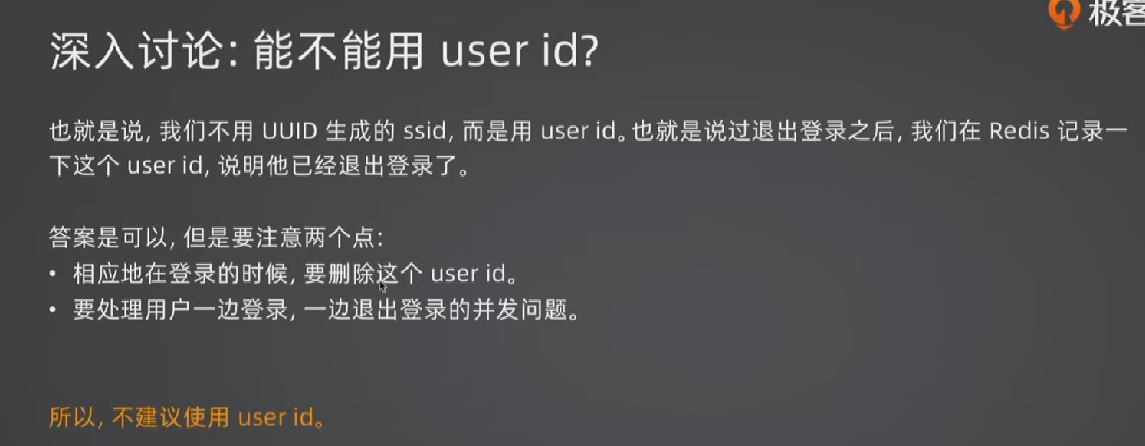 极客
深入讨论: 能不能用 user id?
也就是说, 我们不用 UUID 生成的 ssid, 而是用 user id。也就是说过退出登录之后, 我们在 Redis 记录一
下这个 user id, 说明他已经退出登录了。
答案是可以, 但是要注意两个点:
• 相应地在登录的时候, 要删除这个 user id。
• 要处理用户一边登录, 一边退出登录的并发问题。
所以, 不建议使用 user id。